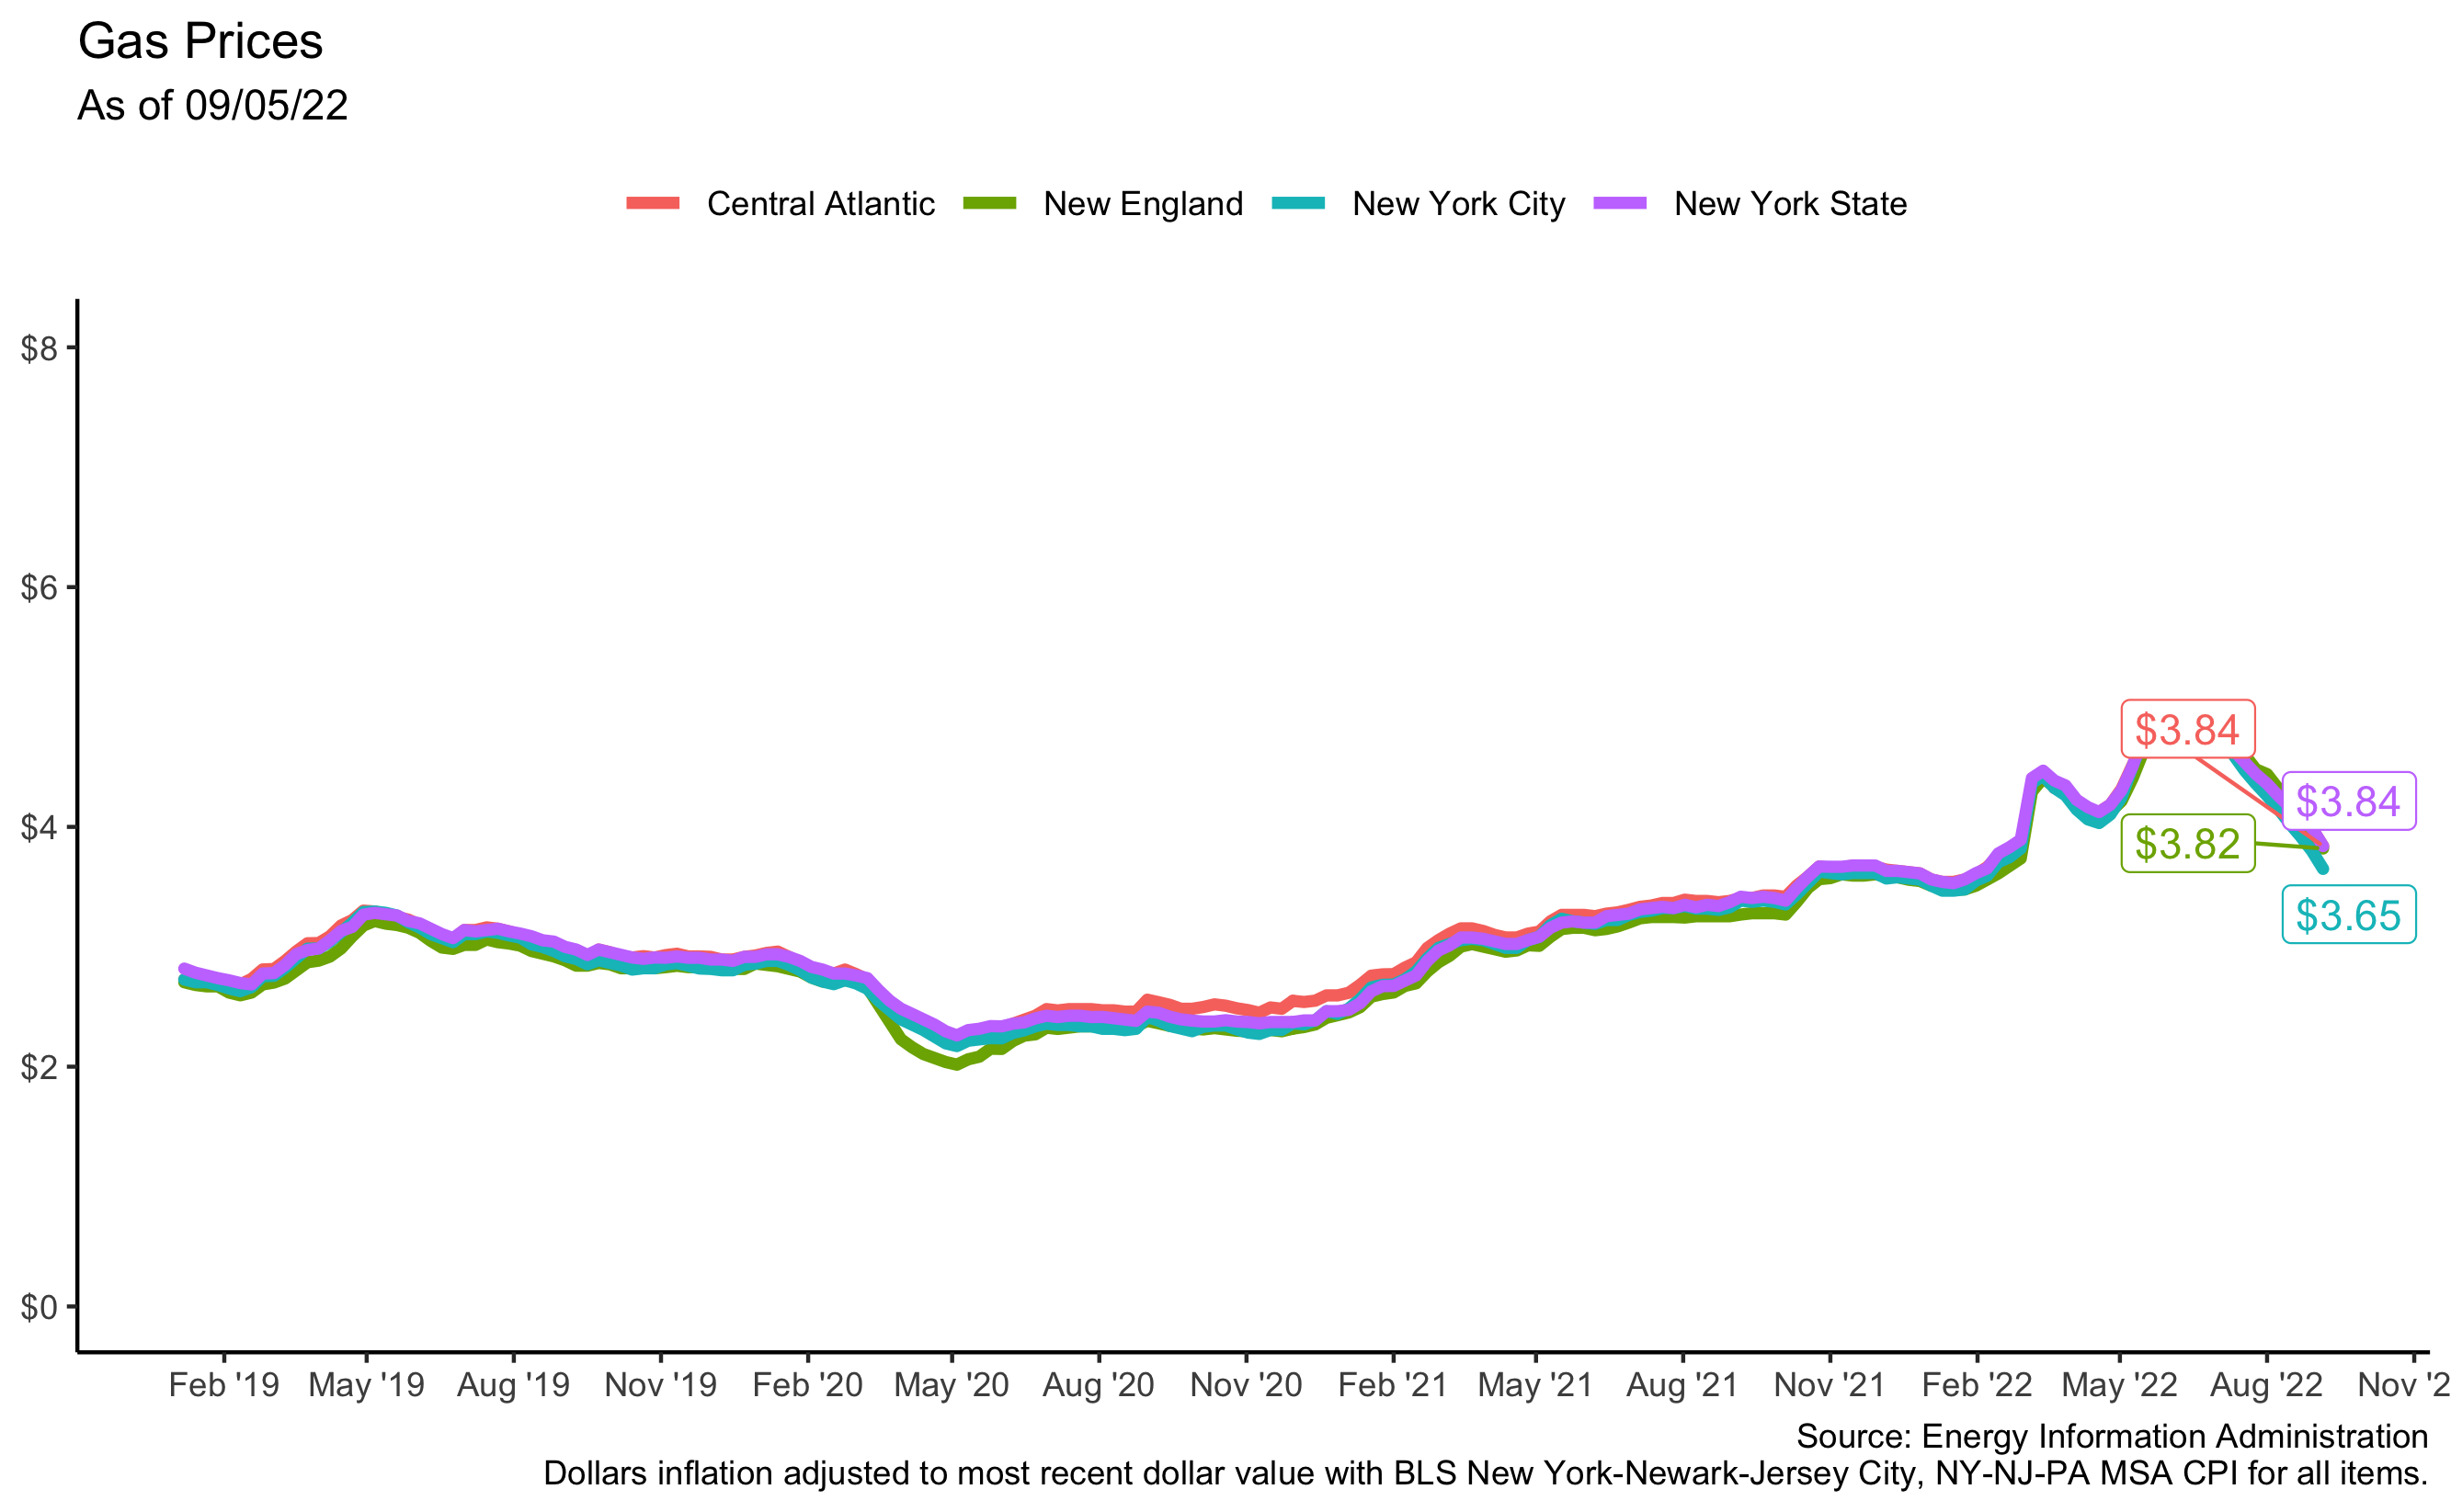 Gas Prices
As of 09/05/22
Central Atlantic New England New York City New York State
$8
$6
$4
$2
$0
$3.84
$3.84
$3.82
$3.65
Feb '19 May '19 Aug '19 Nov '19 Feb '20 May '20 Aug '20 Nov '20 Feb '21 May '21 Aug '21 Nov '21 Feb '22 May '22 Aug '22 Nov '2
Source: Energy Information Administration
Dollars inflation adjusted to most recent dollar value with BLS New York-Newark-Jersey City, NY-NJ-PA MSA CPI for all items.